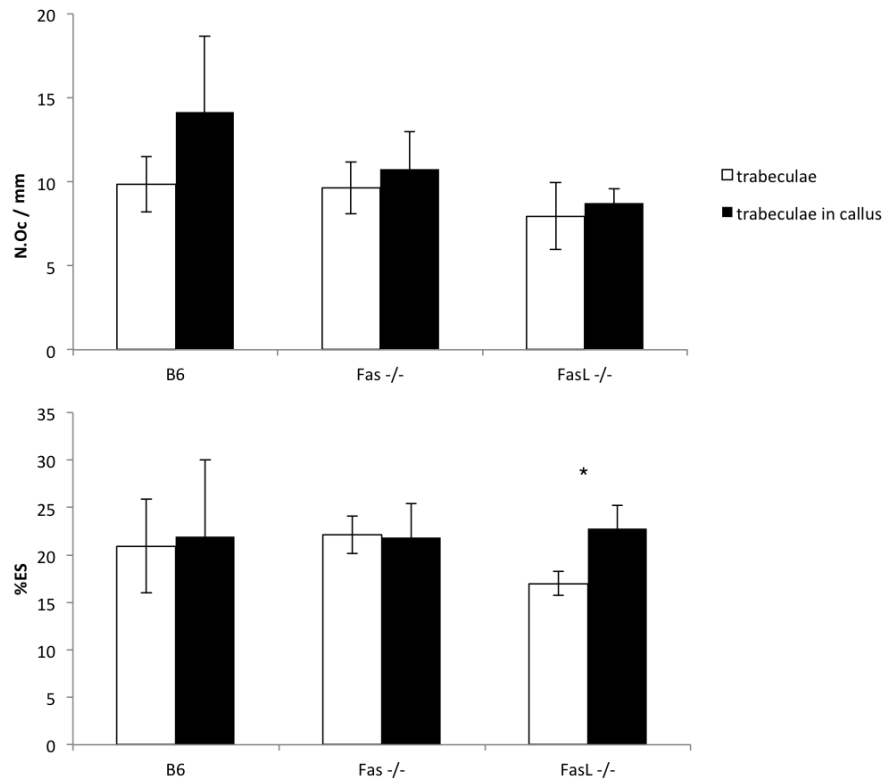 20
15
10
5
0
N.Oc / mm
B6
Fas -/-
FasL -/-
trabeculae
trabeculae in callus
35
30
25
20
15
10
5
0
%ES
*
B6
Fas -/-
FasL -/-